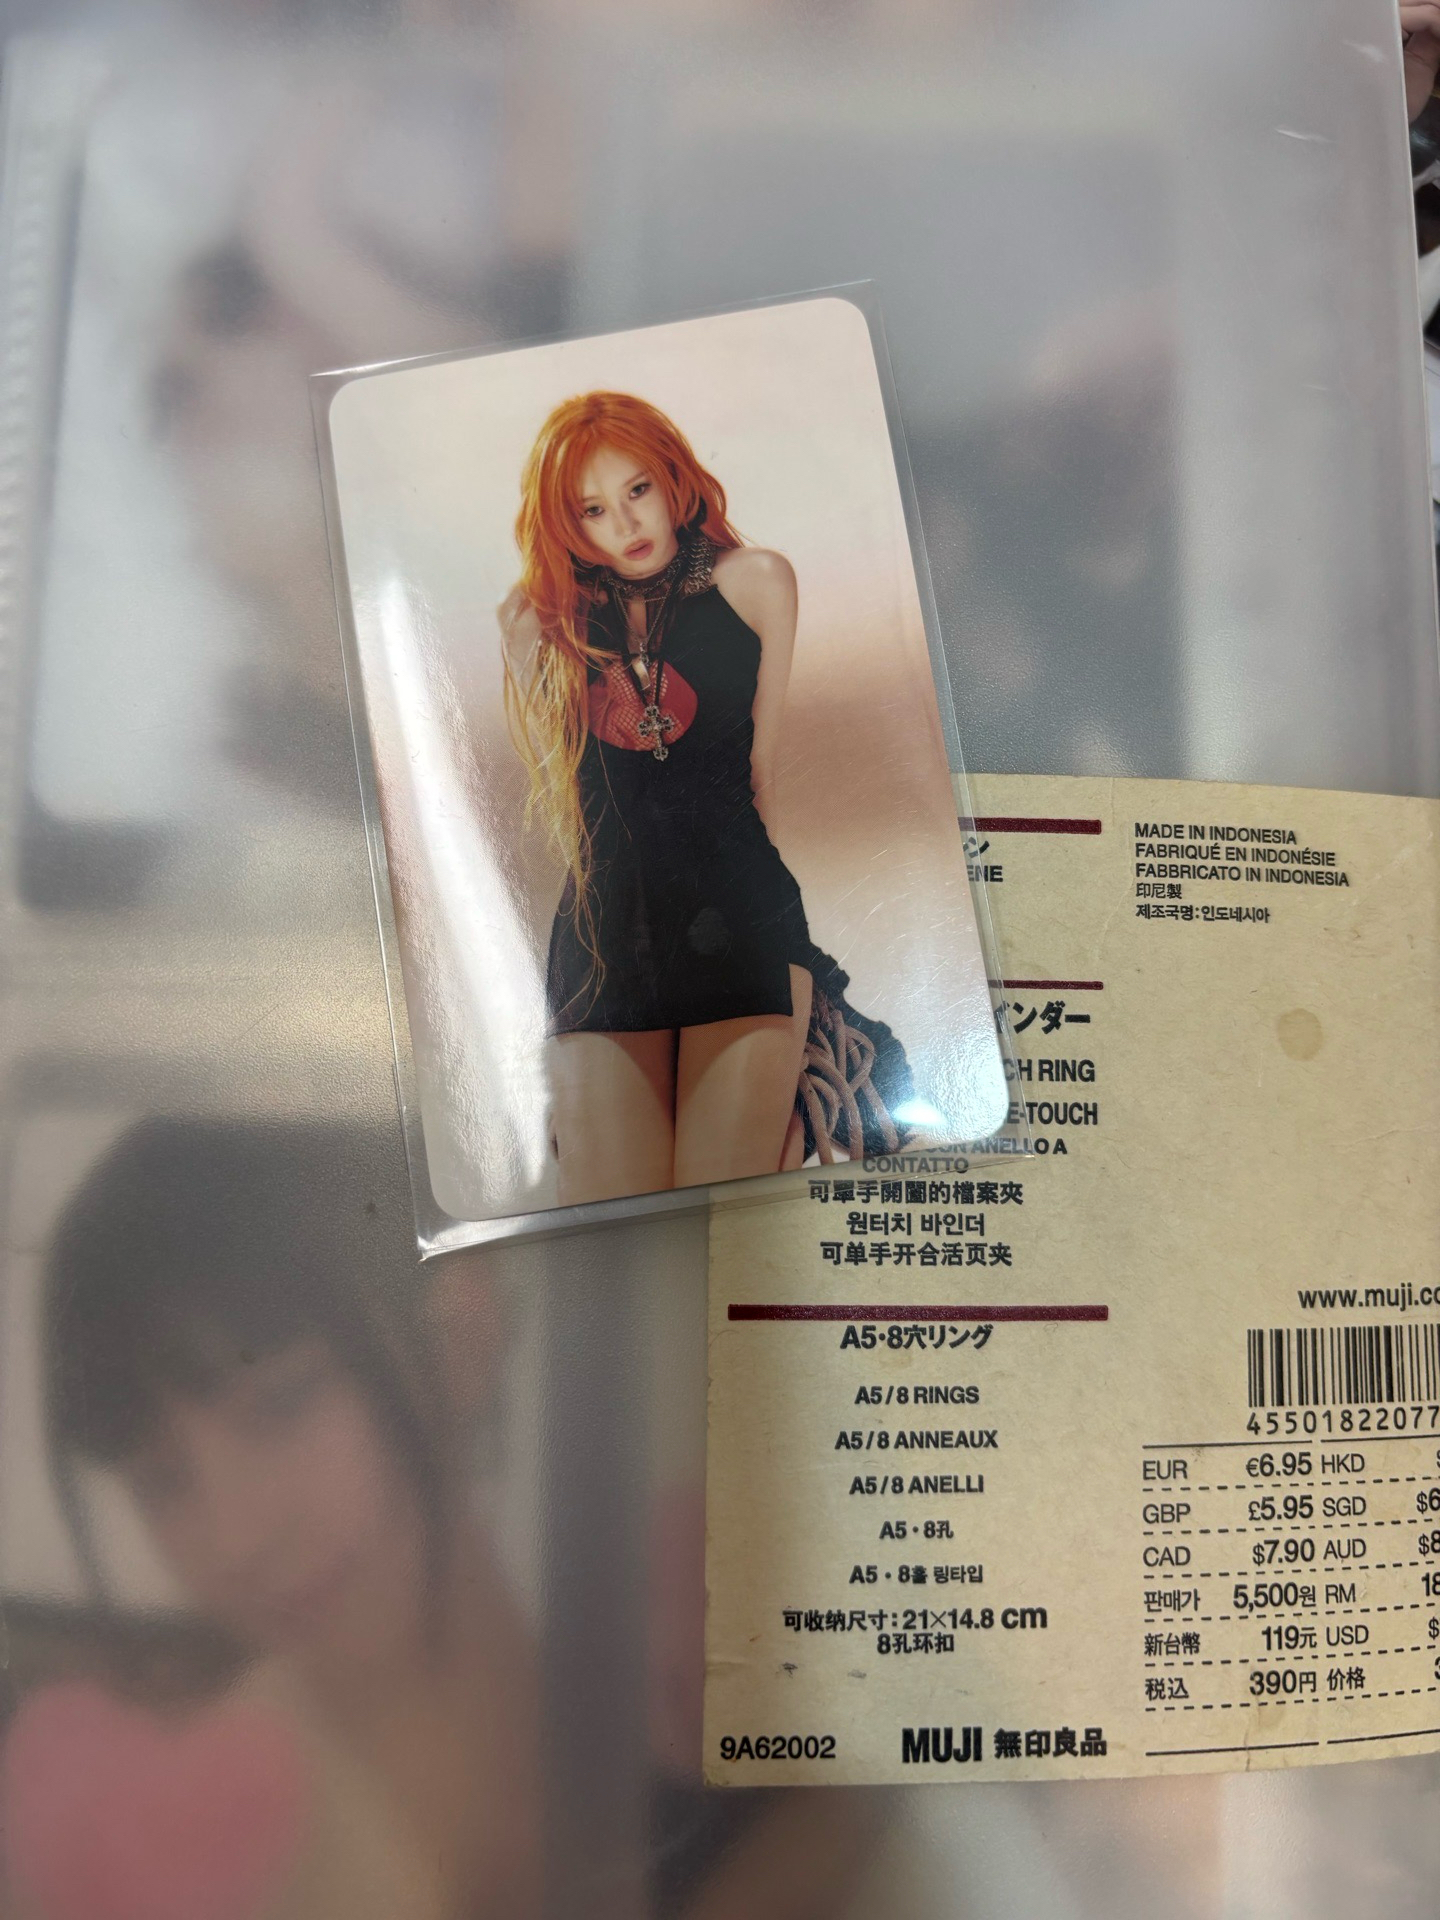 MADE IN INDONESIA
FABRIQUÉ EN INDONÉSIE
FABBRICATO IN INDONESIA
印尼製
제조국명:인도네시아
ン
ENE
インダー
CH RING
E-TOUCH
CON ANELLO A
CONTATTO
可單手開闔的檔案夾
원터치 바인더
可单手开合活页夹
A5・8穴リング
A5/8 RINGS
A5/8 ANNEAUX
A5/8 ANELLI
A5・8孔
A5・8홀 링타입
可收纳尺寸:21×14.8 cm
8孔环扣
9A62002
MUJI 無印良品
www.muji.co
45501822077
EUR €6.95 HKD
GBP £5.95 SGD $6
CAD $7.90 AUD $8
판매가 5,500원 RM 18
新台幣 119元 USD $
税込 390円 价格